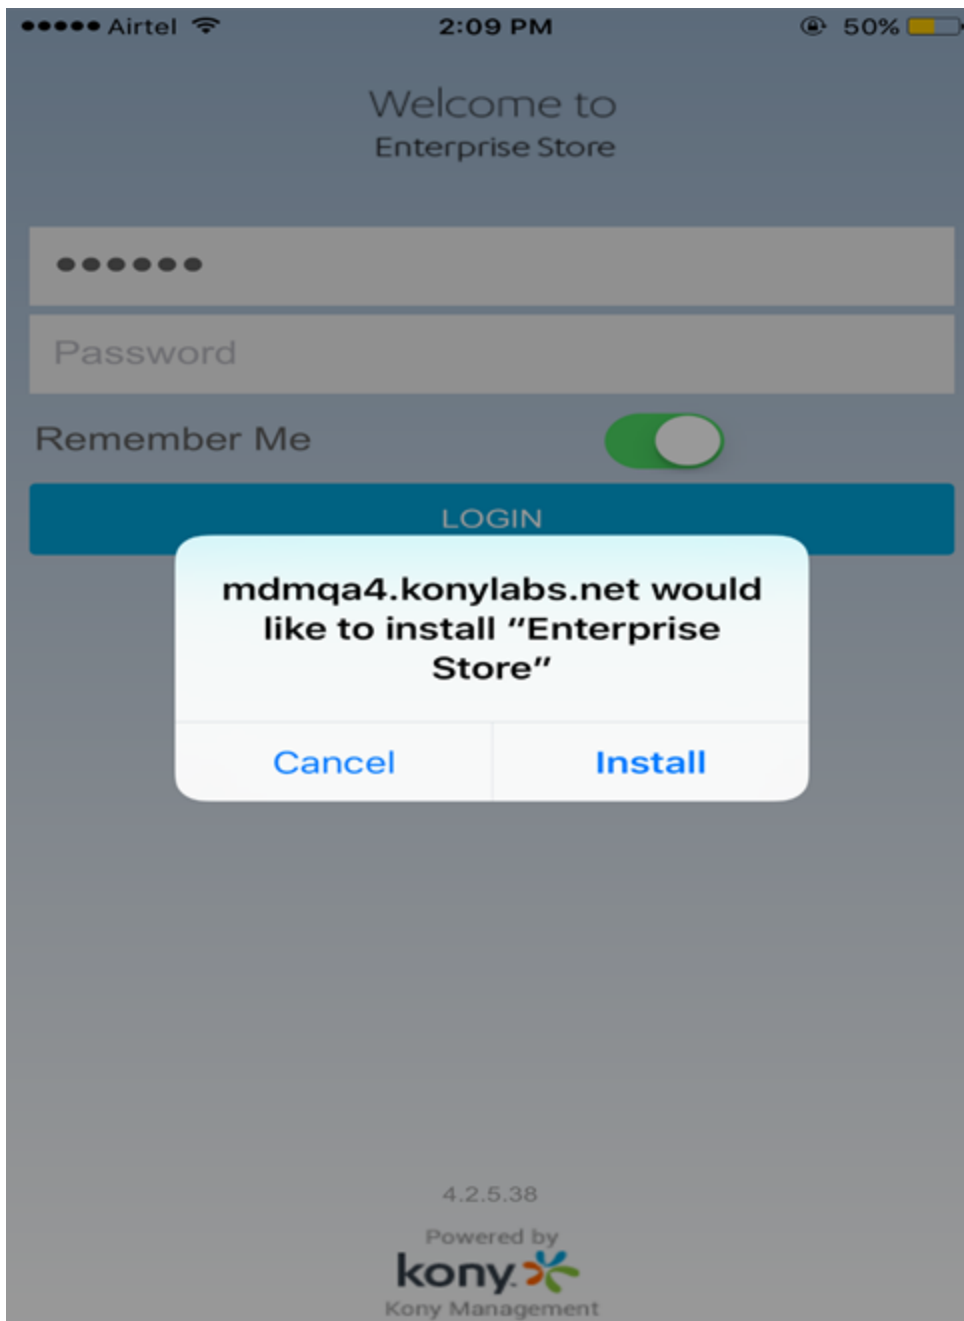 Airtel 2:09 PM 50%
Welcome to
Enterprise Store
••••••
Password
Remember Me
LOGIN
mdmqa4.konylabs.net would
like to install “Enterprise
Store”
Cancel Install
4.2.5.38
Powered by
kony
Kony Management